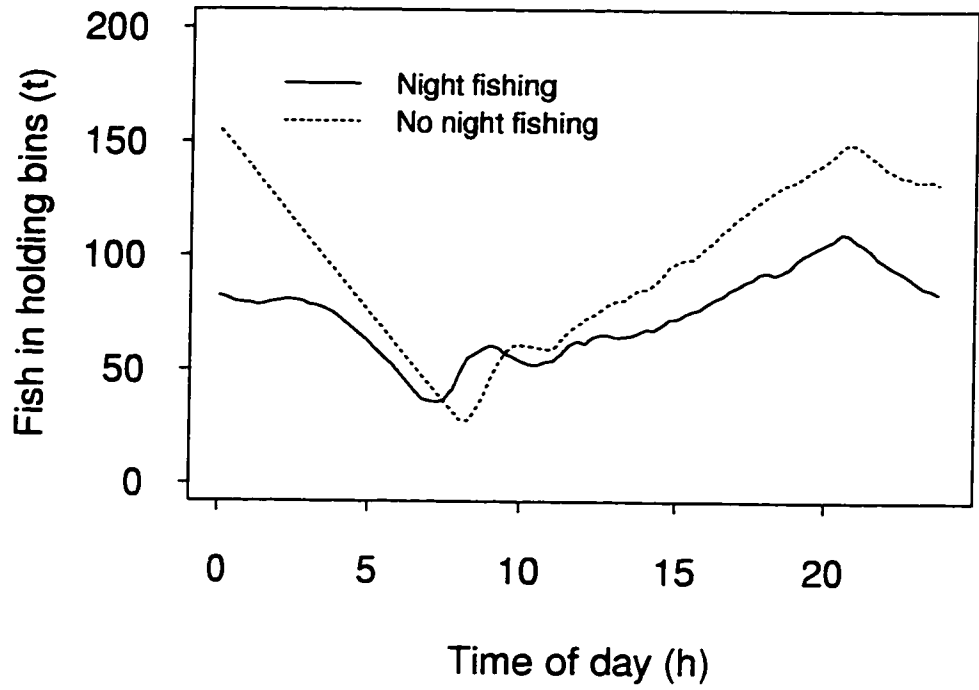 Fish in holding bins (t)
200
150
100
50
0
Night fishing
No night fishing
0 5 10 15 20
Time of day (h)